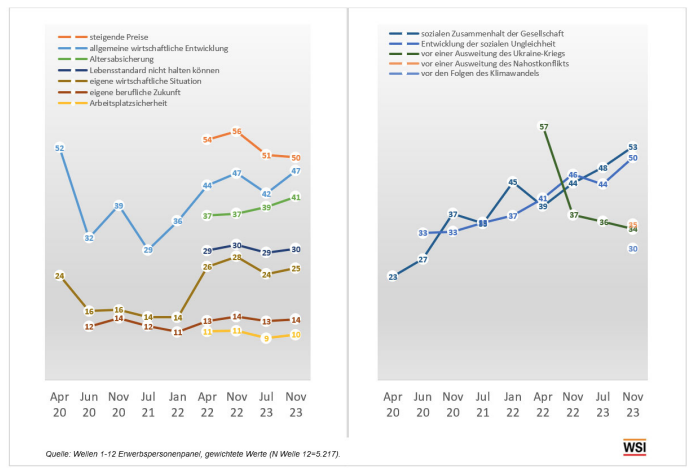 steigende Preise
allgemeine wirtschaftliche Entwicklung
Altersabsicherung
Lebensstandard nicht halten können
eigene wirtschaftliche Situation
eigene berufliche Zukunft
Arbeitsplatzsicherheit
54 56 51 50
52 32 39 29 36 44 47 42 47
37 37 39 41
29 30 29 30
24 16 16 14 14 26 28 24 25
12 14 12 11 13 14 13 14
11 11 9 10
Apr Jun Nov Jul Jan Apr Nov Jul Nov
20 20 20 21 22 22 22 23 23
sozialen Zusammenhalt der Gesellschaft
Entwicklung der sozialen Ungleichheit
vor einer Ausweitung des Ukraine-Kriegs
vor einer Ausweitung des Nahostkonflikts
vor den Folgen des Klimawandels
23 27 37 45 39 44 48 53
33 33 37 41 46 44 50
57 37 36 34
35
30
Apr Jun Nov Jul Jan Apr Nov Jul Nov
20 20 20 21 22 22 22 23 23
Quelle: Wellen 1-12 Erwerbspersonenpanel, gewichtete Werte (N Welle 12=5.217).
WSI